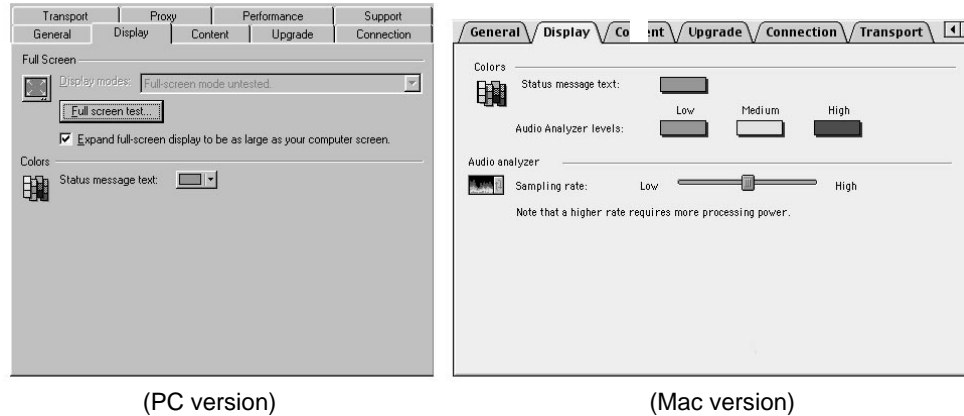 Transport Proxy Performance Support
General Display Content Upgrade Connection
Full Screen
Display modes: Full-screen mode untested.
Full screen test...
Expand full-screen display to be as large as your computer screen.
Colors
Status message text:
(PC version)
General Display Co nt Upgrade Connection Transport
Colors
Status message text:
Low Medium High
Audio Analyzer levels:
Audio analyzer
Sampling rate: Low High
Note that a higher rate requires more processing power.
(Mac version)